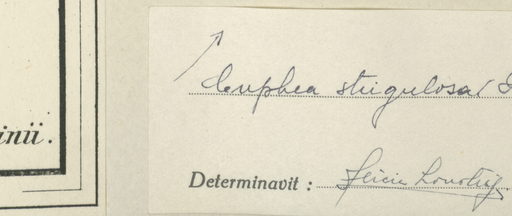 Cuphea strigulosa
inii.
Determinavit :